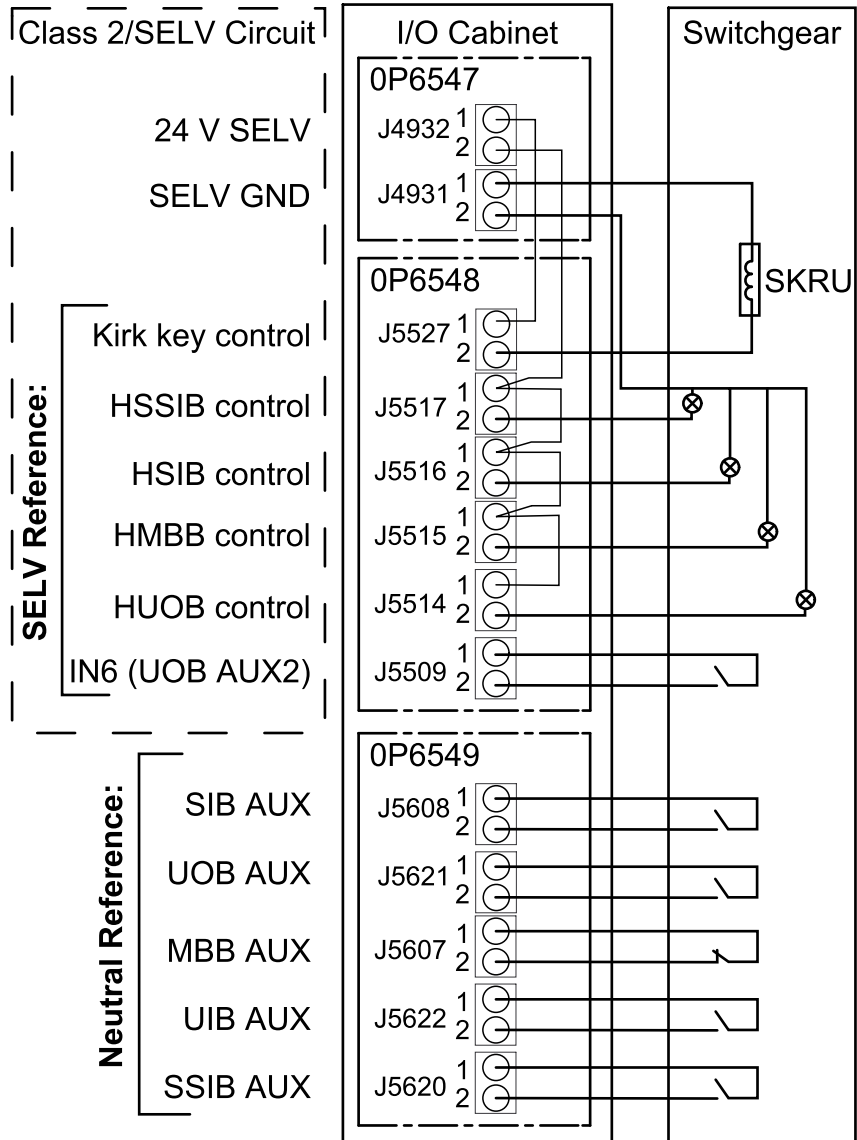 Class 2/SELV Circuit
I/O Cabinet
Switchgear
0P6547
24 V SELV
J4932
1
2
SELV GND
J4931
1
2
0P6548
SKRU
Kirk key control
J5527
1
2
HSSIB control
J5517
1
2
HSIB control
J5516
1
2
HMBB control
J5515
1
2
HUOB control
J5514
1
2
IN6 (UOB AUX2)
J5509
1
2
SELV Reference:
0P6549
SIB AUX
J5608
1
2
UOB AUX
J5621
1
2
MBB AUX
J5607
1
2
UIB AUX
J5622
1
2
SSIB AUX
J5620
1
2
Neutral Reference: